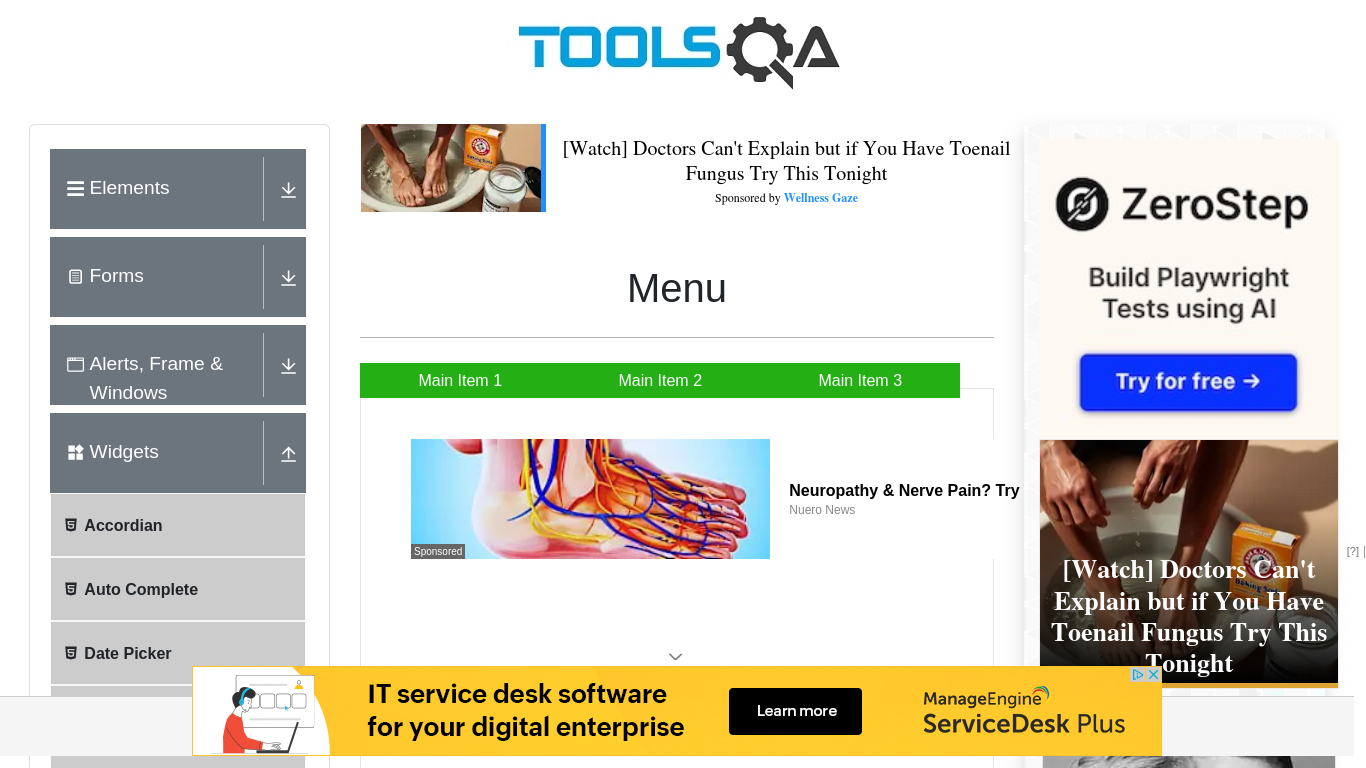 TOOLSQA
Elements
Forms
Alerts, Frame &
Windows
Widgets
Accordian
Auto Complete
Date Picker
[Watch] Doctors Can't Explain but if You Have Toenail
Fungus Try This Tonight
Sponsored by Wellness Gaze
Menu
Main Item 1
Main Item 2
Main Item 3
Sponsored
Neuropathy & Nerve Pain? Try
Nuero News
ZeroStep
Build Playwright
Tests using AI
Try for free →
ARM & HAMMER
Baking Soda
[Watch] Doctors Can't
Explain but if You Have
Toenail Fungus Try This
Tonight
[?]
IT service desk software
for your digital enterprise
Learn more
ManageEngine
ServiceDesk Plus